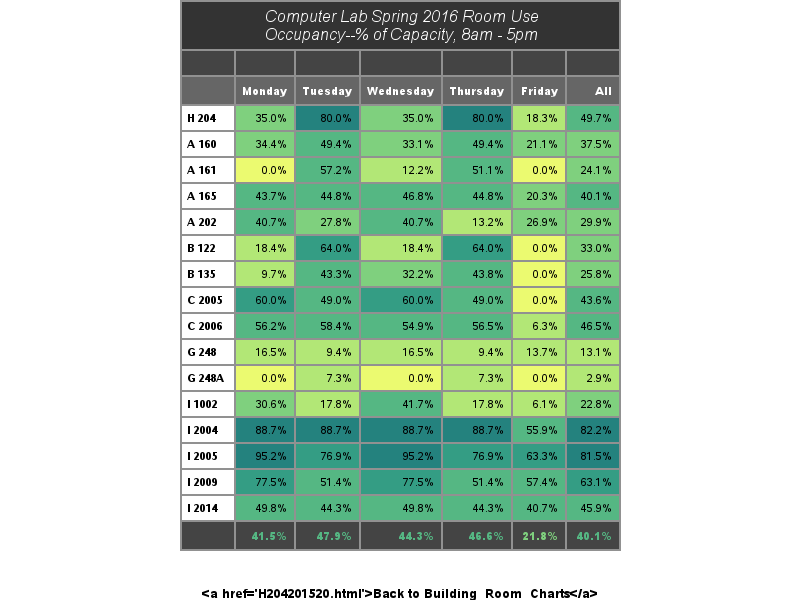 Computer Lab Spring 2016 Room Use
Occupancy--% of Capacity, 8am - 5pm
Monday Tuesday Wednesday Thursday Friday All
H 204 35.0% 80.0% 35.0% 80.0% 18.3% 49.7%
A 160 34.4% 49.4% 33.1% 49.4% 21.1% 37.5%
A 161 0.0% 57.2% 12.2% 51.1% 0.0% 24.1%
A 165 43.7% 44.8% 46.8% 44.8% 20.3% 40.1%
A 202 40.7% 27.8% 40.7% 13.2% 26.9% 29.9%
B 122 18.4% 64.0% 18.4% 64.0% 0.0% 33.0%
B 135 9.7% 43.3% 32.2% 43.8% 0.0% 25.8%
C 2005 60.0% 49.0% 60.0% 49.0% 0.0% 43.6%
C 2006 56.2% 58.4% 54.9% 56.5% 6.3% 46.5%
G 248 16.5% 9.4% 16.5% 9.4% 13.7% 13.1%
G 248A 0.0% 7.3% 0.0% 7.3% 0.0% 2.9%
I 1002 30.6% 17.8% 41.7% 17.8% 6.1% 22.8%
I 2004 88.7% 88.7% 88.7% 88.7% 55.9% 82.2%
I 2005 95.2% 76.9% 95.2% 76.9% 63.3% 81.5%
I 2009 77.5% 51.4% 77.5% 51.4% 57.4% 63.1%
I 2014 49.8% 44.3% 49.8% 44.3% 40.7% 45.9%
41.5% 47.9% 44.3% 46.6% 21.8% 40.1%
<a href='H204201520.html'>Back to Building_Room_Charts</a>